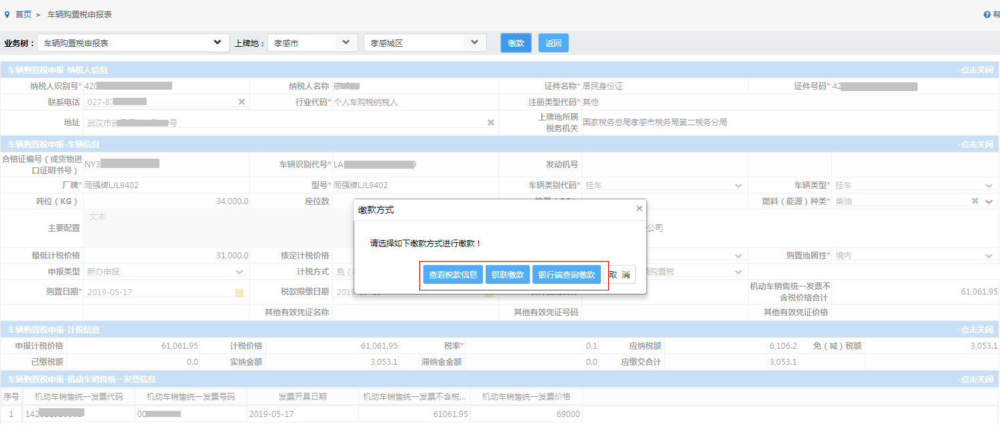 首页 > 车辆购置税申报表
帮
业务树： 车辆购置税申报表 上牌地： 孝感市 孝感城区 缴款 返回
车辆购置税申报-纳税人信息 -点击关闭
纳税人识别号* 420 纳税人名称 廖 证件名称* 居民身份证 证件号码* 42
联系电话 027-87 行业代码* 个人车购税纳税人 注册类型代码* 其他
地址 武汉市武 号 上牌地所属税务机关 国家税务总局孝感市税务局第二税务分局
车辆购置税申报-车辆信息 -点击关闭
合格证编号（或货物进口证明书号） NY3 车辆识别代号* LA 9 发动机号
厂牌* 同强牌LJL9402 型号* 同强牌LJL9402 车辆类别代码* 挂车 车辆类型* 挂车
吨位（KG） 34,000.0 座位数 燃料（能源）种类* 柴油
主要配置 文本 公司
最低计税价格 31,000.0 核定计税价格 购置地属性* 境内
申报类型 新办申报 计税方式 免（ 购置税
购置日期* 2019-05-17 税款限缴日期 2019 机动车销售统一发票不含税价格合计 61,061.95
其他有效凭证名称 其他有效凭证号码 其他有效凭证价格
缴款方式 ×
请选择如下缴款方式进行缴款！
查看税款信息 银联缴款 银行端查询缴款 取 消
车辆购置税申报-计税信息 -点击关闭
申报计税价格 61,061.95 计税价格 61,061.95 税率* 0.1 应纳税额 6,106.2 免（减）税额 3,053.1
已缴税额 0.0 实纳金额 3,053.1 滞纳金金额 0.0 应缴交合计 3,053.1
车辆购置税申报-机动车销售统一发票信息 -点击关闭
序号 机动车销售统一发票代码 机动车销售统一发票号码 发票开具日期 机动车销售统一发票不含税... 机动车销售统一发票价格
1 142 00 2019-05-17 61061.95 69000